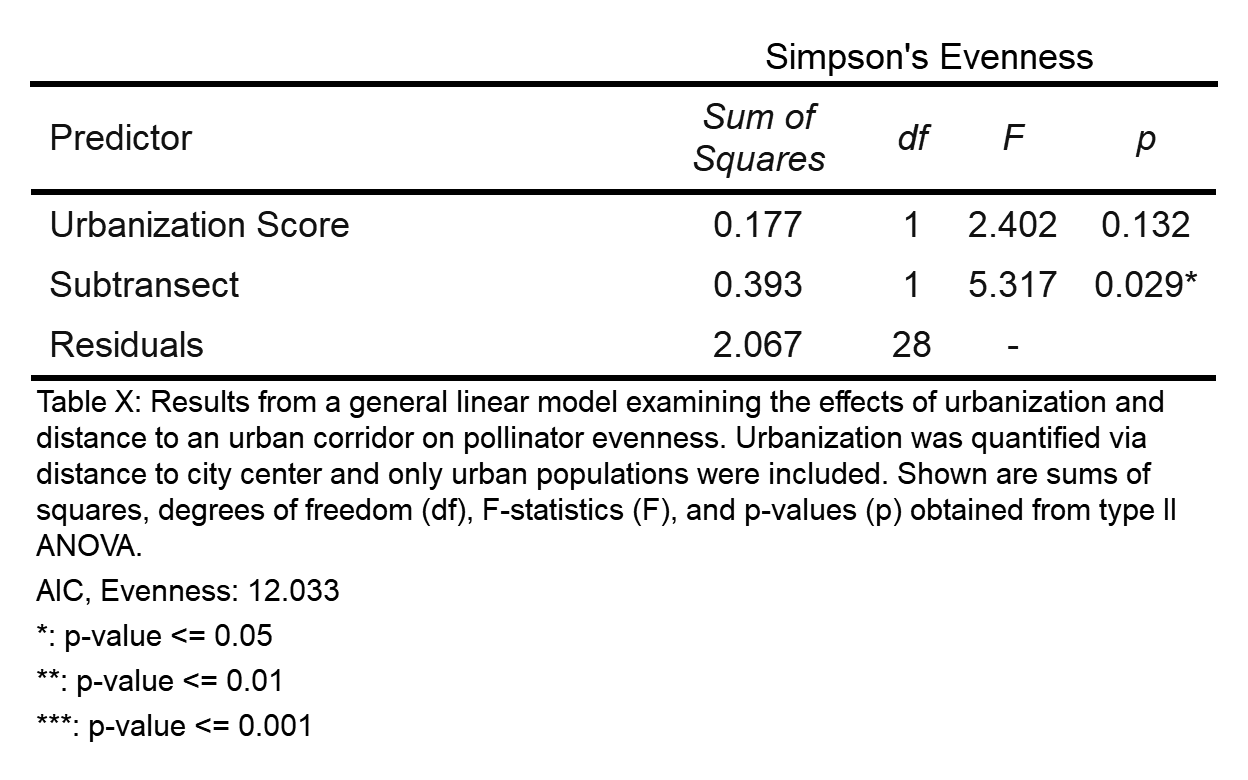 Simpson's Evenness
Predictor Sum of Squares df F p
Urbanization Score 0.177 1 2.402 0.132
Subtransect 0.393 1 5.317 0.029*
Residuals 2.067 28 -
Table X: Results from a general linear model examining the effects of urbanization and
distance to an urban corridor on pollinator evenness. Urbanization was quantified via
distance to city center and only urban populations were included. Shown are sums of
squares, degrees of freedom (df), F-statistics (F), and p-values (p) obtained from type II
ANOVA.
AIC, Evenness: 12.033
*: p-value <= 0.05
**: p-value <= 0.01
***: p-value <= 0.001